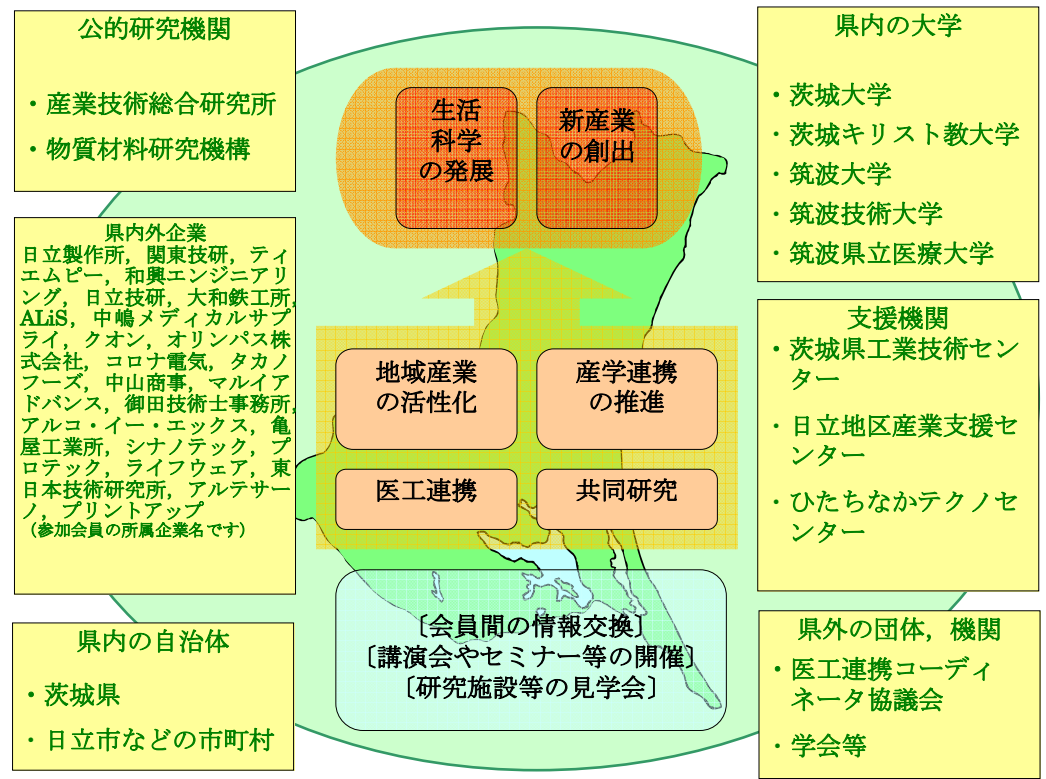 公的研究機関
・産業技術総合研究所
・物質材料研究機構
県内外企業
日立製作所，関東技研，ティ
エムピー，和興エンジニアリ
ング，日立技研，大和鉄工所，
ALiS，中嶋メディカルサプ
ライ，クオン，オリンパス株
式会社，コロナ電気，タカノ
フーズ，中山商事，マルイア
ドバンス，御田技術士事務所，
アルコ・イー・エックス，亀
屋工業所，シナノテック，プ
ロテック，ライフウェア，東
日本技術研究所，アルテサー
ノ，プリントアップ
（参加会員の所属企業名です）
県内の自治体
・茨城県
・日立市などの市町村
生活
科学
の発展
新産業
の創出
地域産業
の活性化
産学連携
の推進
医工連携
共同研究
〔会員間の情報交換〕
〔講演会やセミナー等の開催〕
〔研究施設等の見学会〕
県内の大学
・茨城大学
・茨城キリスト教大学
・筑波大学
・筑波技術大学
・筑波県立医療大学
支援機関
・茨城県工業技術セン
ター
・日立地区産業支援セ
ンター
・ひたちなかテクノセ
ンター
県外の団体，機関
・医工連携コーディ
ネータ協議会
・学会等